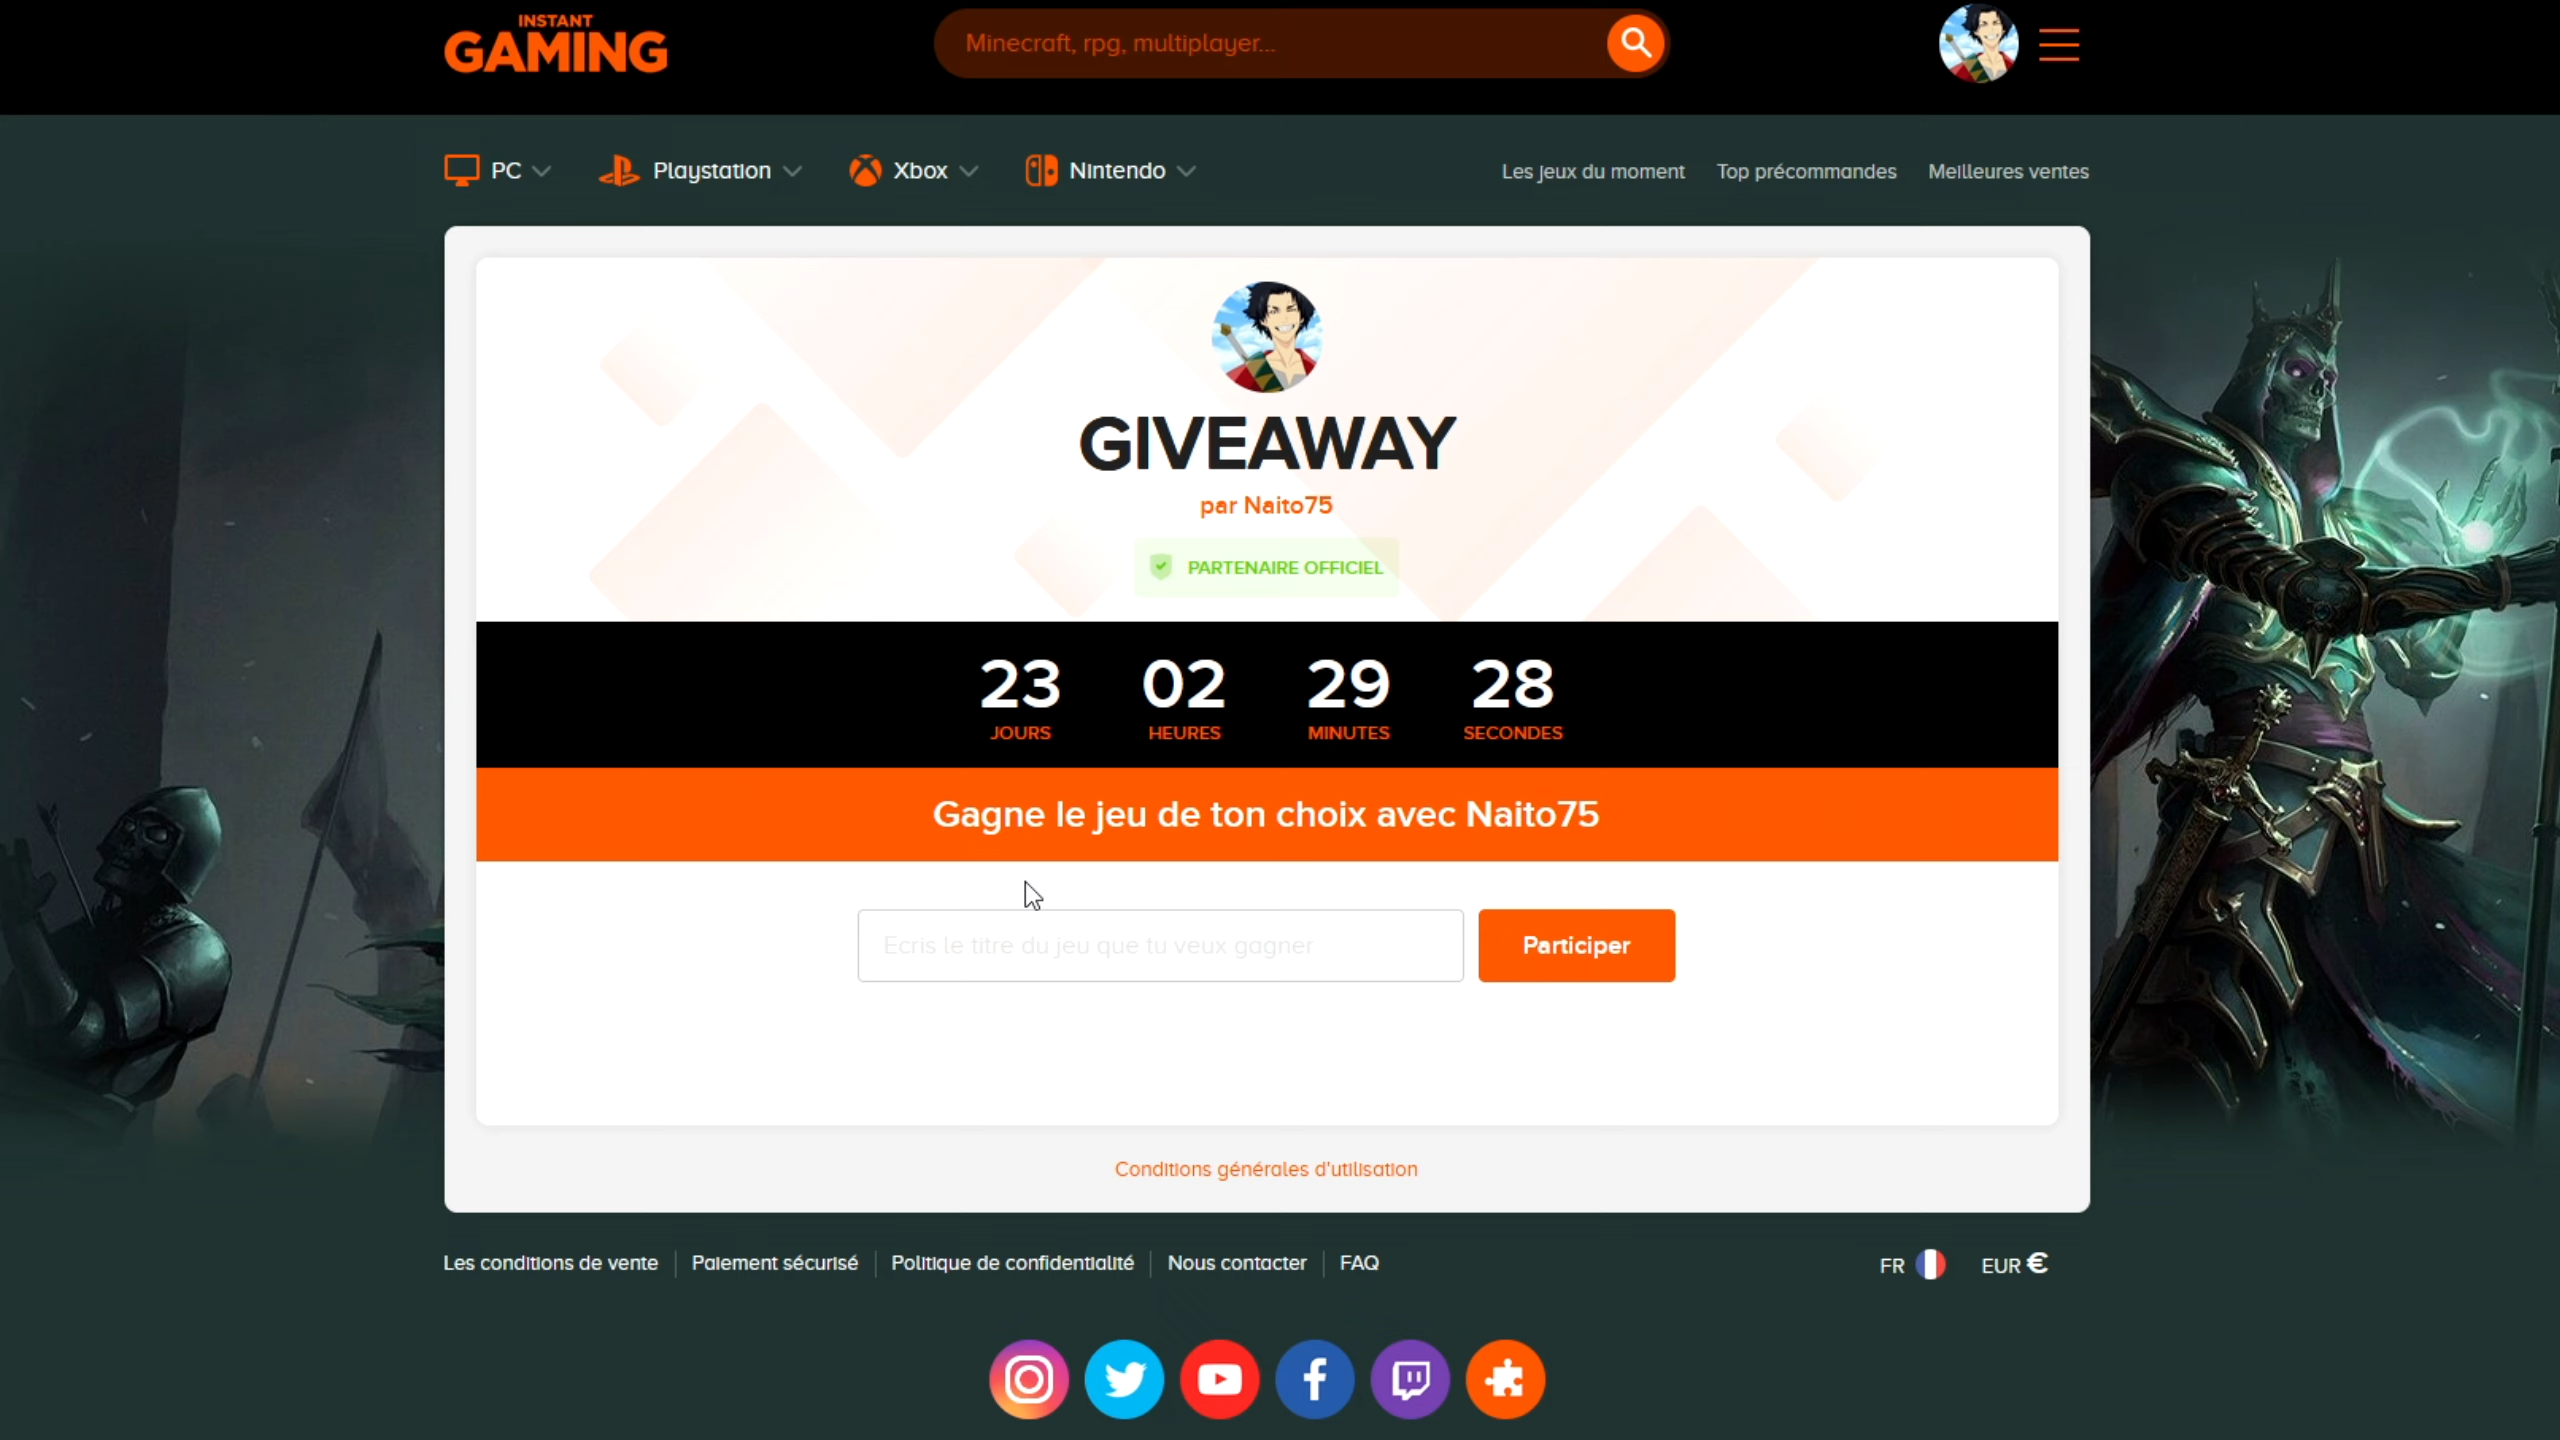 INSTANT
GAMING
Minecraft, rpg, multiplayer...
PC
Playstation
Xbox
Nintendo
Les jeux du moment
Top précommandes
Meilleures ventes
GIVEAWAY
par Naito75
PARTENAIRE OFFICIEL
23 02 29 28
JOURS HEURES MINUTES SECONDES
Gagne le jeu de ton choix avec Naito75
Ecris le titre du jeu que tu veux gagner
Participer
Conditions générales d'utilisation
Les conditions de vente
Paiement sécurisé
Politique de confidentialité
Nous contacter
FAQ
FR
EUR €